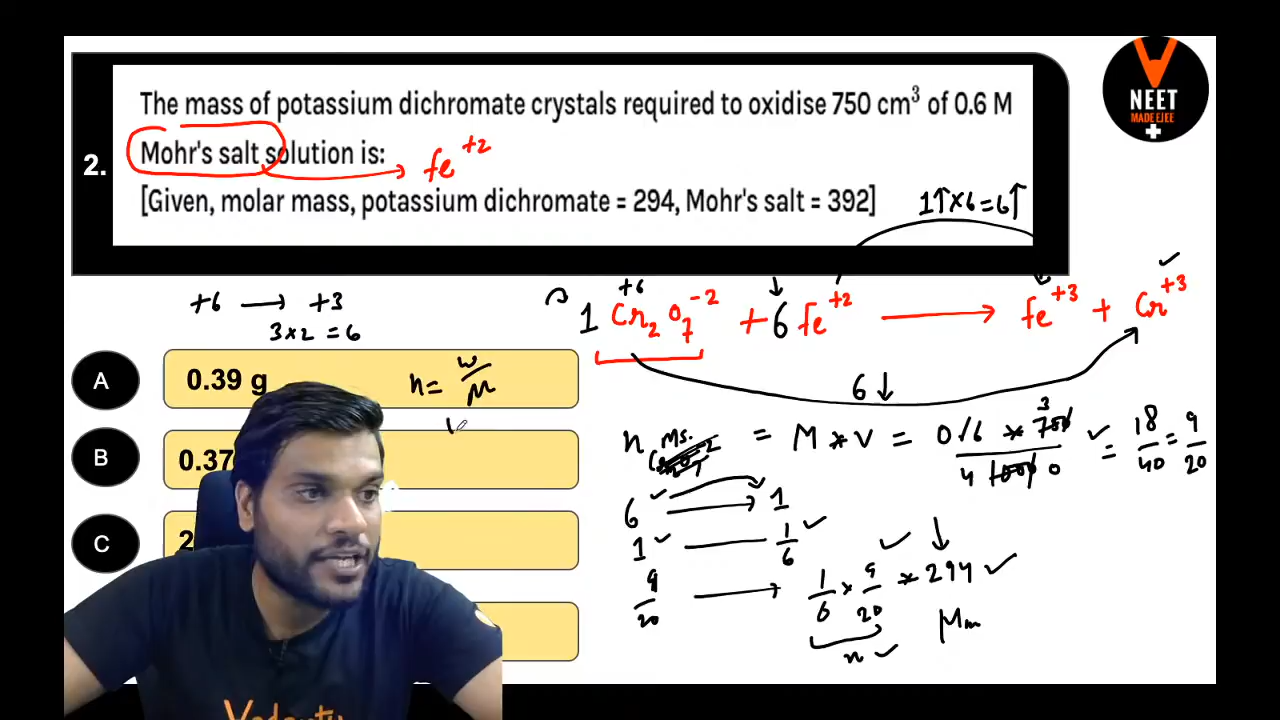 NEET
MADE EJEE
2.
The mass of potassium dichromate crystals required to oxidise 750 cm³ of 0.6 M
Mohr's salt solution is:
fe⁺²
[Given, molar mass, potassium dichromate = 294, Mohr's salt = 392]
1↑×6=6↑
+6 → +3
3×2=6
+6
1 Cr₂O₇⁻² + 6 fe⁺² → fe⁺³ + Cr⁺³
6↓
A
0.39 g
n = w/M
B
0.37
C
2
n Ms. = M * V = 0.6 * 750 / 1000 = 18/40 = 9/20
6 → 1
1 — 1/6
9/20 → 1/6 × 9/20 * 294
n
Mm
Vedantu